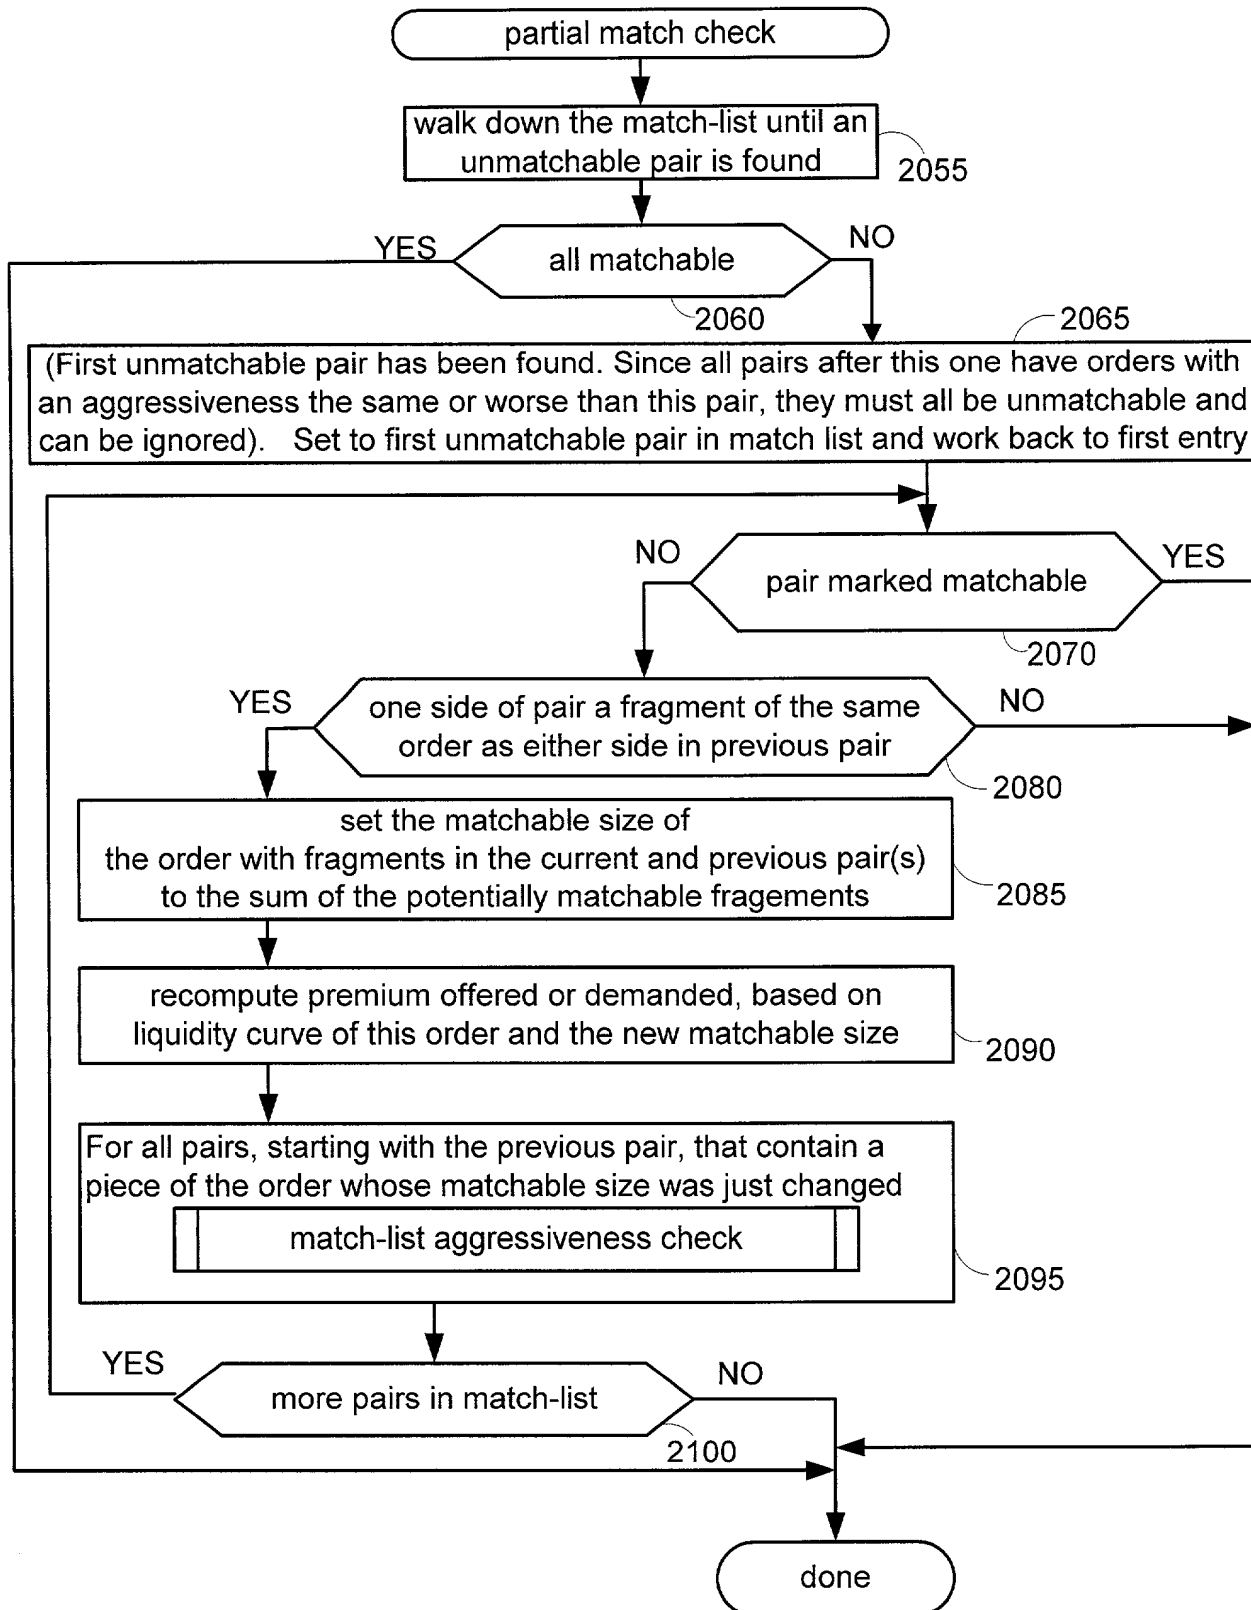 partial match check
walk down the match-list until an
unmatchable pair is found
2055
YES
NO
all matchable
2060
2065
(First unmatchable pair has been found. Since all pairs after this one have orders with
an aggressiveness the same or worse than this pair, they must all be unmatchable and
can be ignored). Set to first unmatchable pair in match list and work back to first entry
NO
YES
pair marked matchable
2070
YES
NO
one side of pair a fragment of the same
order as either side in previous pair
2080
set the matchable size of
the order with fragments in the current and previous pair(s)
to the sum of the potentially matchable fragements
2085
recompute premium offered or demanded, based on
liquidity curve of this order and the new matchable size
2090
For all pairs, starting with the previous pair, that contain a
piece of the order whose matchable size was just changed
match-list aggressiveness check
2095
YES
NO
more pairs in match-list
2100
done